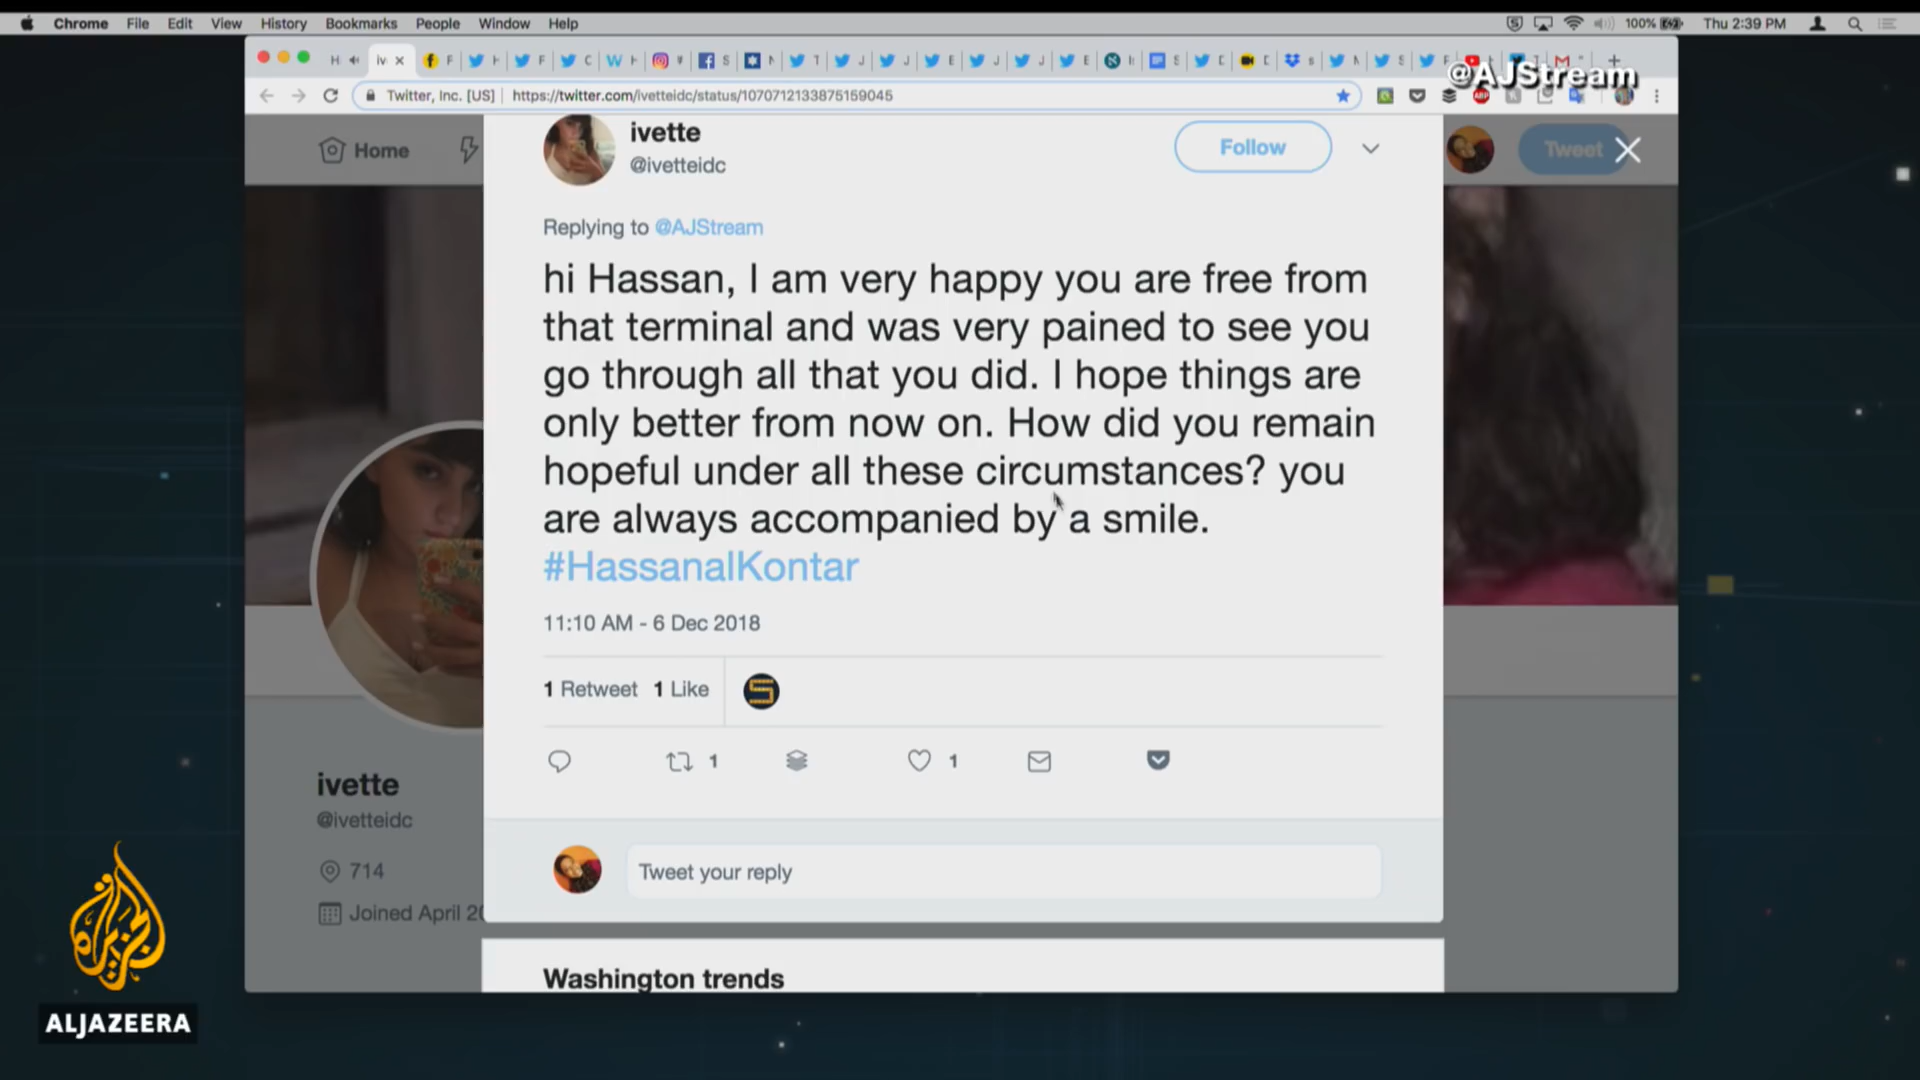 Chrome File Edit View History Bookmarks People Window Help 100% Thu 2:39 PM
@AJStream
Twitter, Inc. [US] https://twitter.com/ivetteidc/status/1070712133875159045
Home
ivette
@ivetteidc
Follow
Tweet
Replying to @AJStream
hi Hassan, I am very happy you are free from
that terminal and was very pained to see you
go through all that you did. I hope things are
only better from now on. How did you remain
hopeful under all these circumstances? you
are always accompanied by a smile.
#HassanalKontar
11:10 AM - 6 Dec 2018
1 Retweet 1 Like
1 1
ivette
@ivetteidc
714
Joined April 20
Tweet your reply
Washington trends
الجزيرة
ALJAZEERA